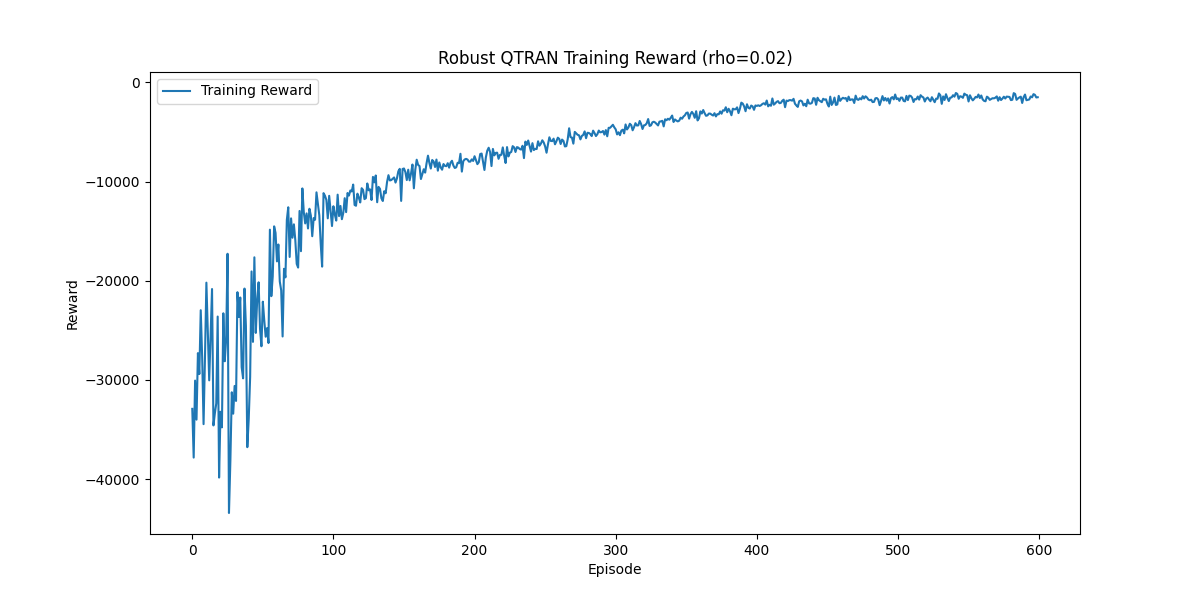 Robust QTRAN Training Reward (rho=0.02)
Training Reward
0
−10000
−20000
−30000
−40000
Reward
0 100 200 300 400 500 600
Episode